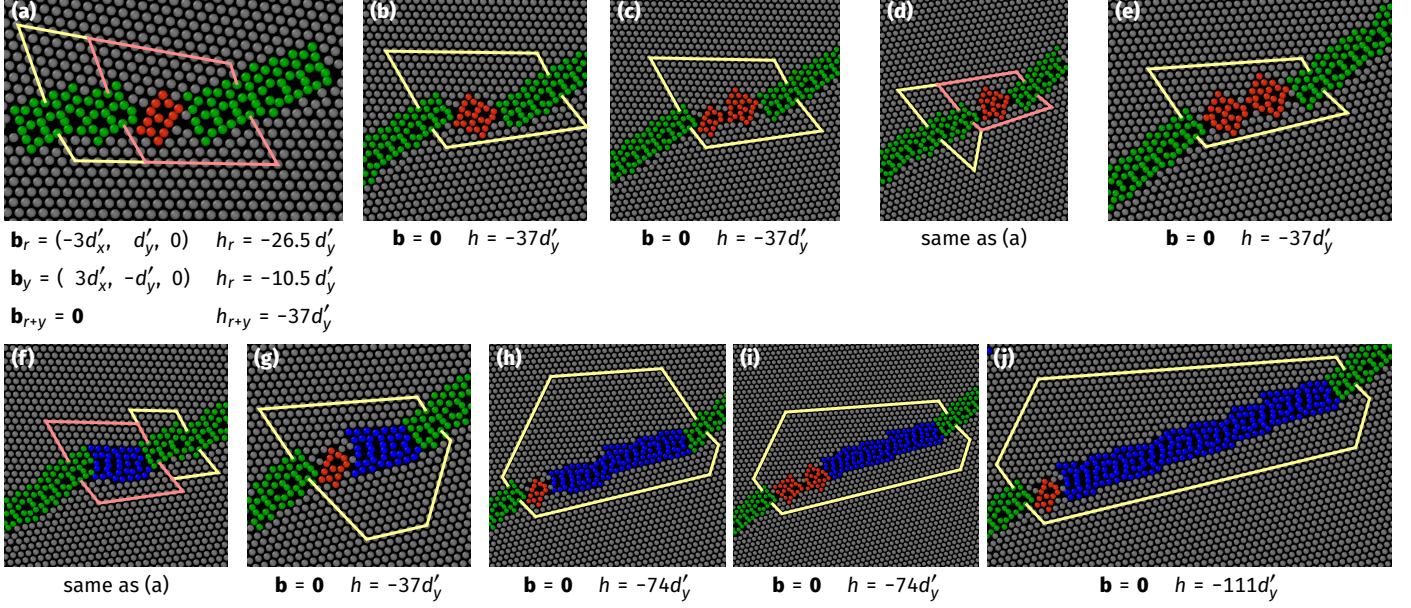 (a) (b) (c) (d) (e)
b_r = (−3d′_x, d′_y, 0) h_r = −26.5 d′_y
b = 0 h = −37d′_y
b = 0 h = −37d′_y
same as (a)
b = 0 h = −37d′_y
b_y = ( 3d′_x, −d′_y, 0) h_r = −10.5 d′_y
b_{r+y} = 0 h_{r+y} = −37d′_y
(f) (g) (h) (i) (j)
same as (a)
b = 0 h = −37d′_y
b = 0 h = −74d′_y
b = 0 h = −74d′_y
b = 0 h = −111d′_y